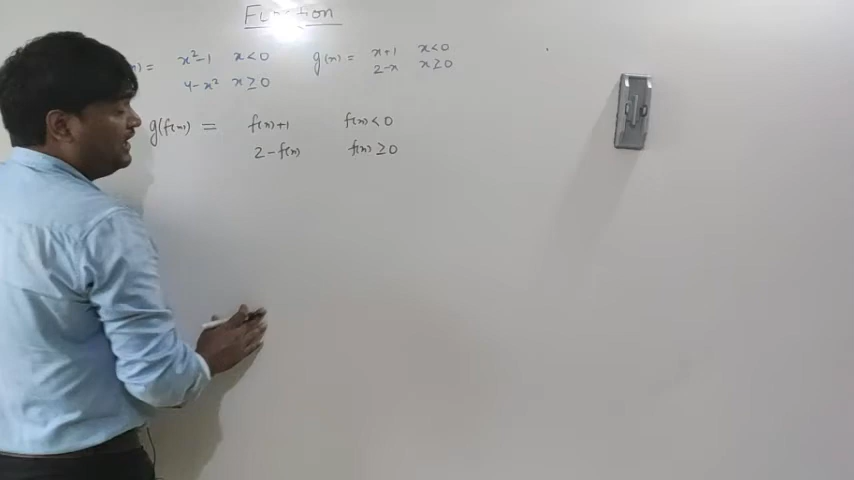 Function
x) = x²-1 x<0 g(x) = x+1 x<0
4-x² x≥0 2-x x≥0
g(f(x)) = f(x)+1 f(x)<0
2-f(x) f(x)≥0